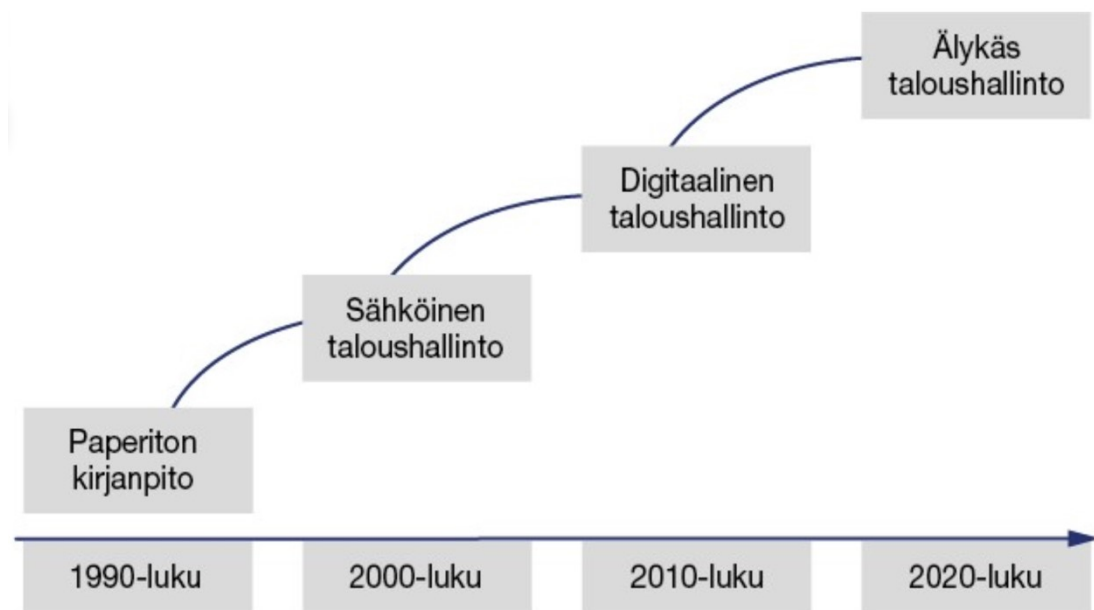 Älykäs
taloushallinto
Digitaalinen
taloushallinto
Sähköinen
taloushallinto
Paperiton
kirjanpito
1990-luku
2000-luku
2010-luku
2020-luku